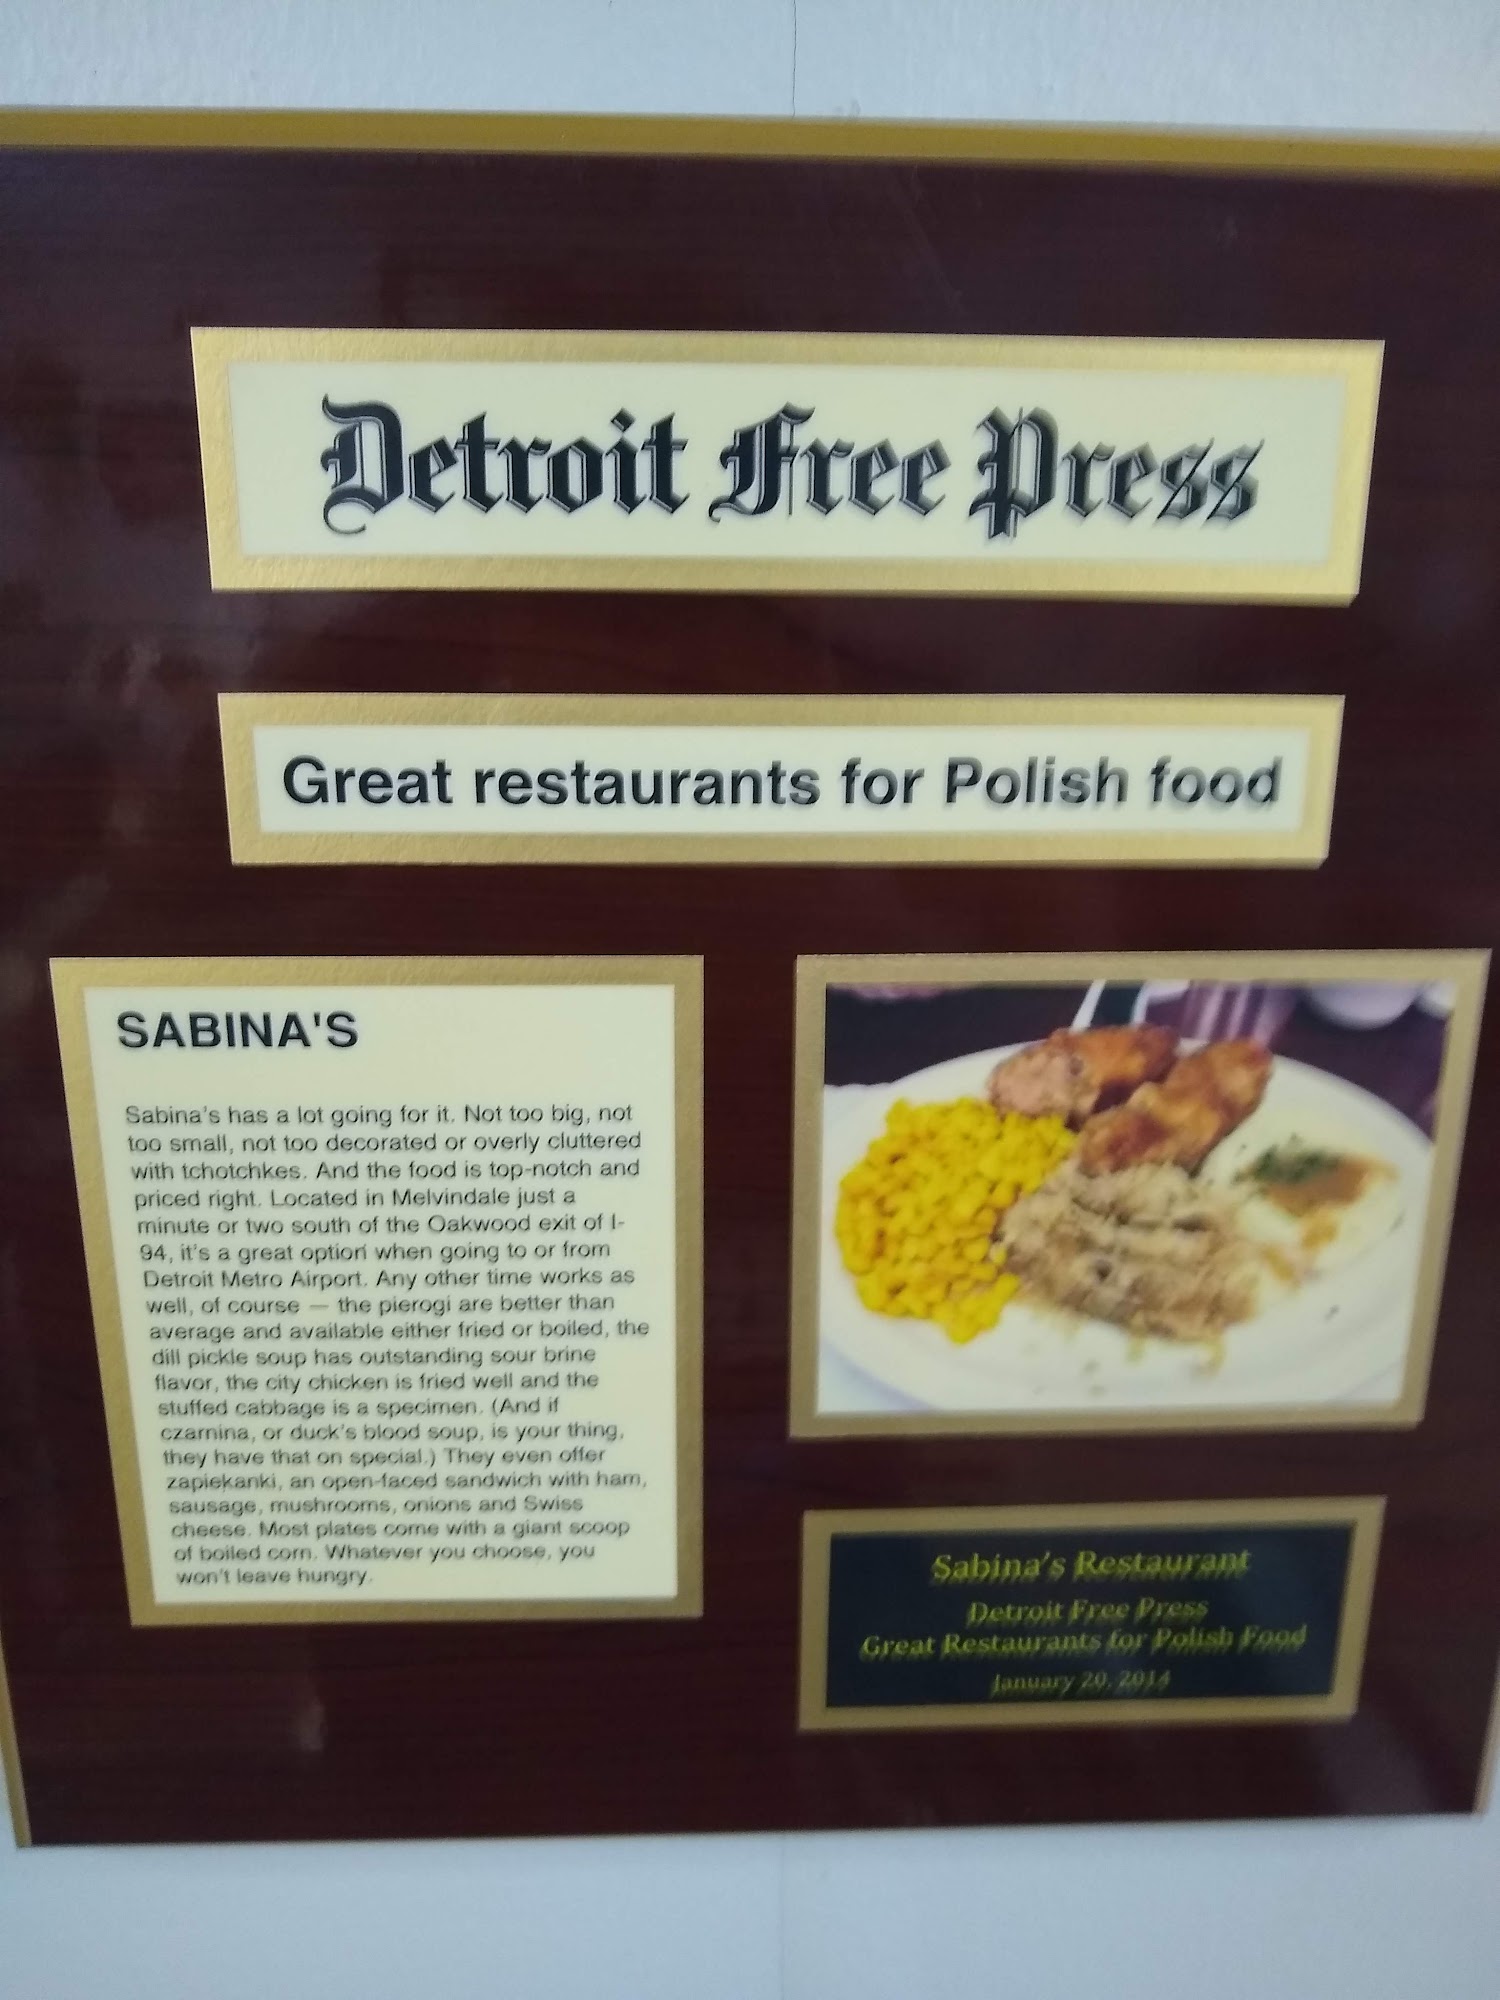 Detroit Free Press
Great restaurants for Polish food
SABINA'S
Sabina's has a lot going for it. Not too big, not
too small, not too decorated or overly cluttered
with tchotchkes. And the food is top-notch and
priced right. Located in Melvindale just a
minute or two south of the Oakwood exit of I-
94, it's a great option when going to or from
Detroit Metro Airport. Any other time works as
well, of course — the pierogi are better than
average and available either fried or boiled, the
dill pickle soup has outstanding sour brine
flavor, the city chicken is fried well and the
stuffed cabbage is a specimen. (And if
czarnina, or duck's blood soup, is your thing,
they have that on special.) They even offer
zapiekanki, an open-faced sandwich with ham,
sausage, mushrooms, onions and Swiss
cheese. Most plates come with a giant scoop
of boiled corn. Whatever you choose, you
won't leave hungry.
Sabina's Restaurant
Detroit Free Press
Great Restaurants for Polish Food
January 20, 2014